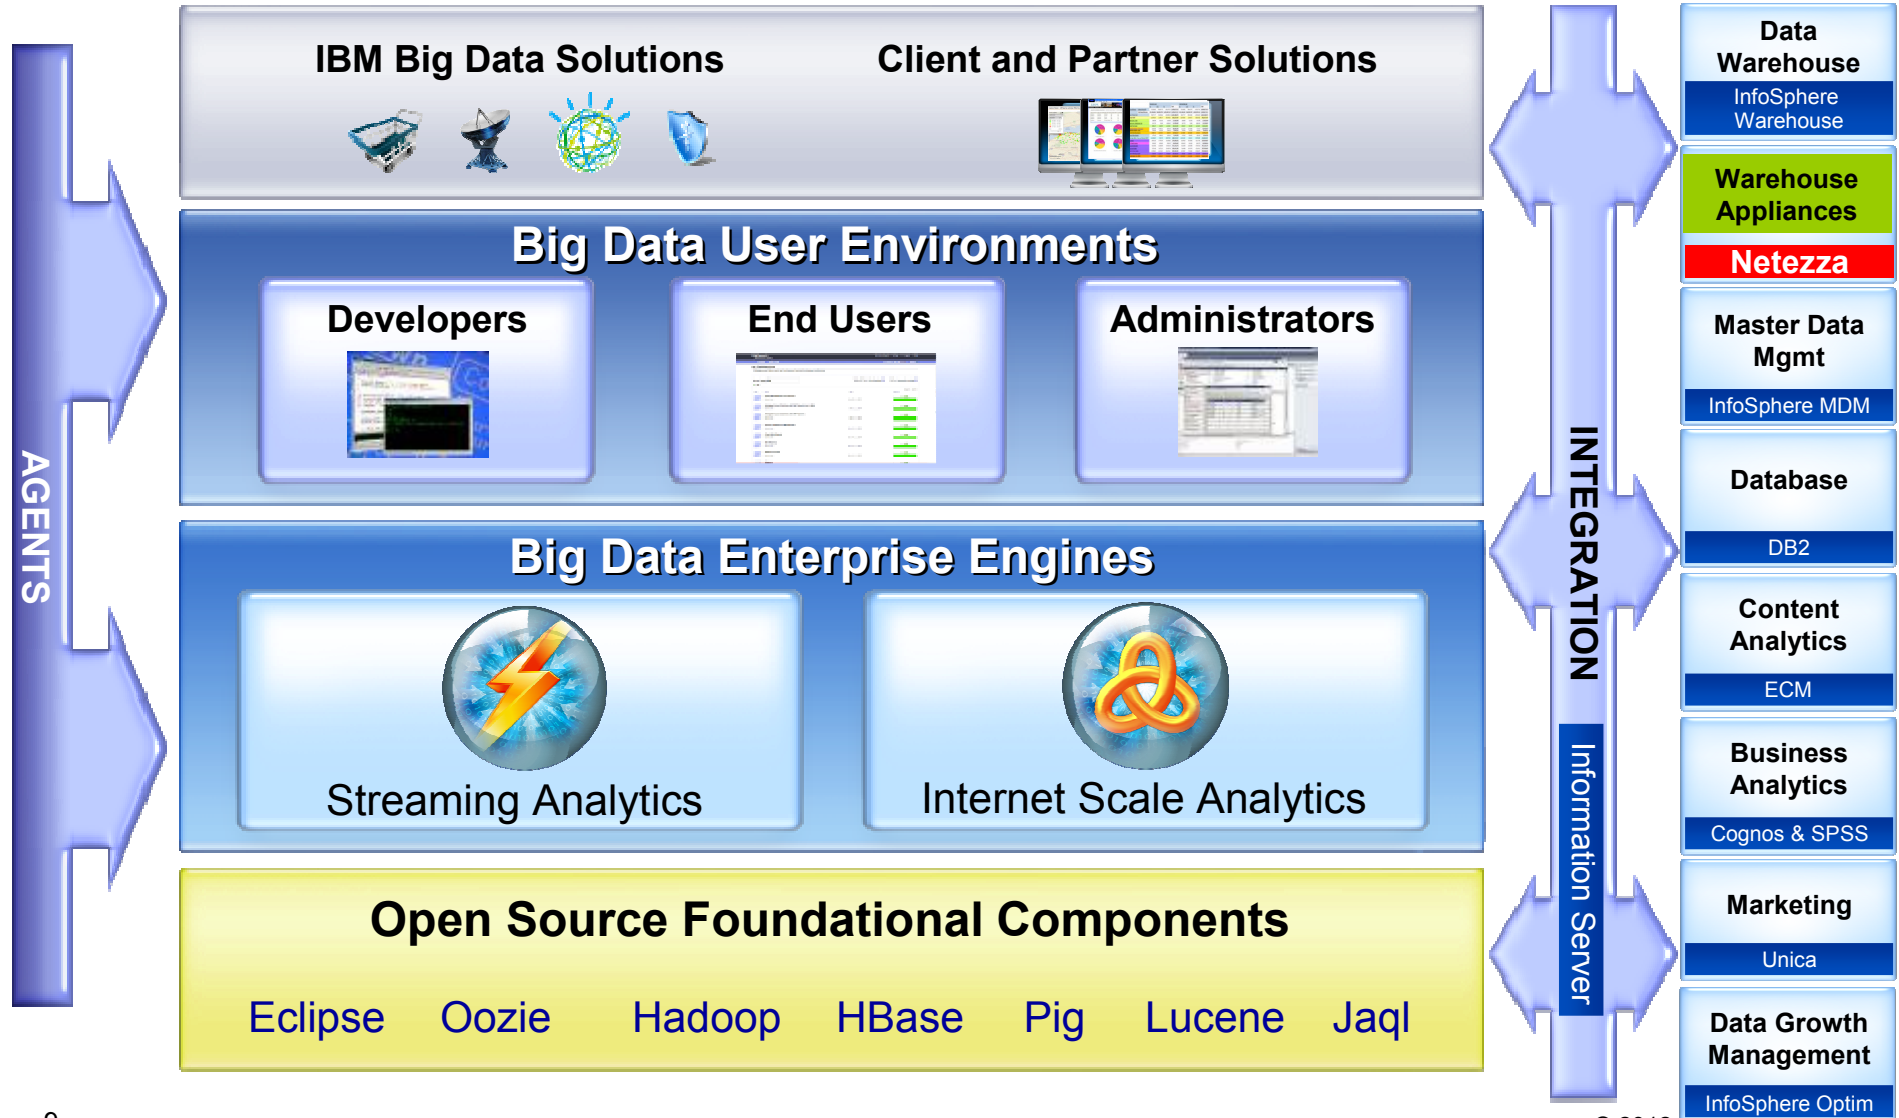 IBM Big Data Solutions
Client and Partner Solutions
Big Data User Environments
Developers
End Users
Administrators
Big Data Enterprise Engines
Streaming Analytics
Internet Scale Analytics
Open Source Foundational Components
Eclipse Oozie Hadoop HBase Pig Lucene Jaql
AGENTS
INTEGRATION
Information Server
Data
Warehouse
InfoSphere
Warehouse
Warehouse
Appliances
Netezza
Master Data
Mgmt
InfoSphere MDM
Database
DB2
Content
Analytics
ECM
Business
Analytics
Cognos & SPSS
Marketing
Unica
Data Growth
Management
InfoSphere Optim